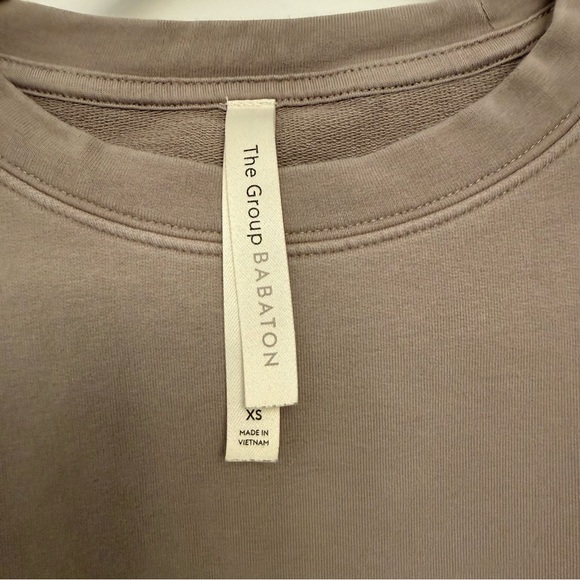 The Group BABATON
XS
MADE IN
VIETNAM